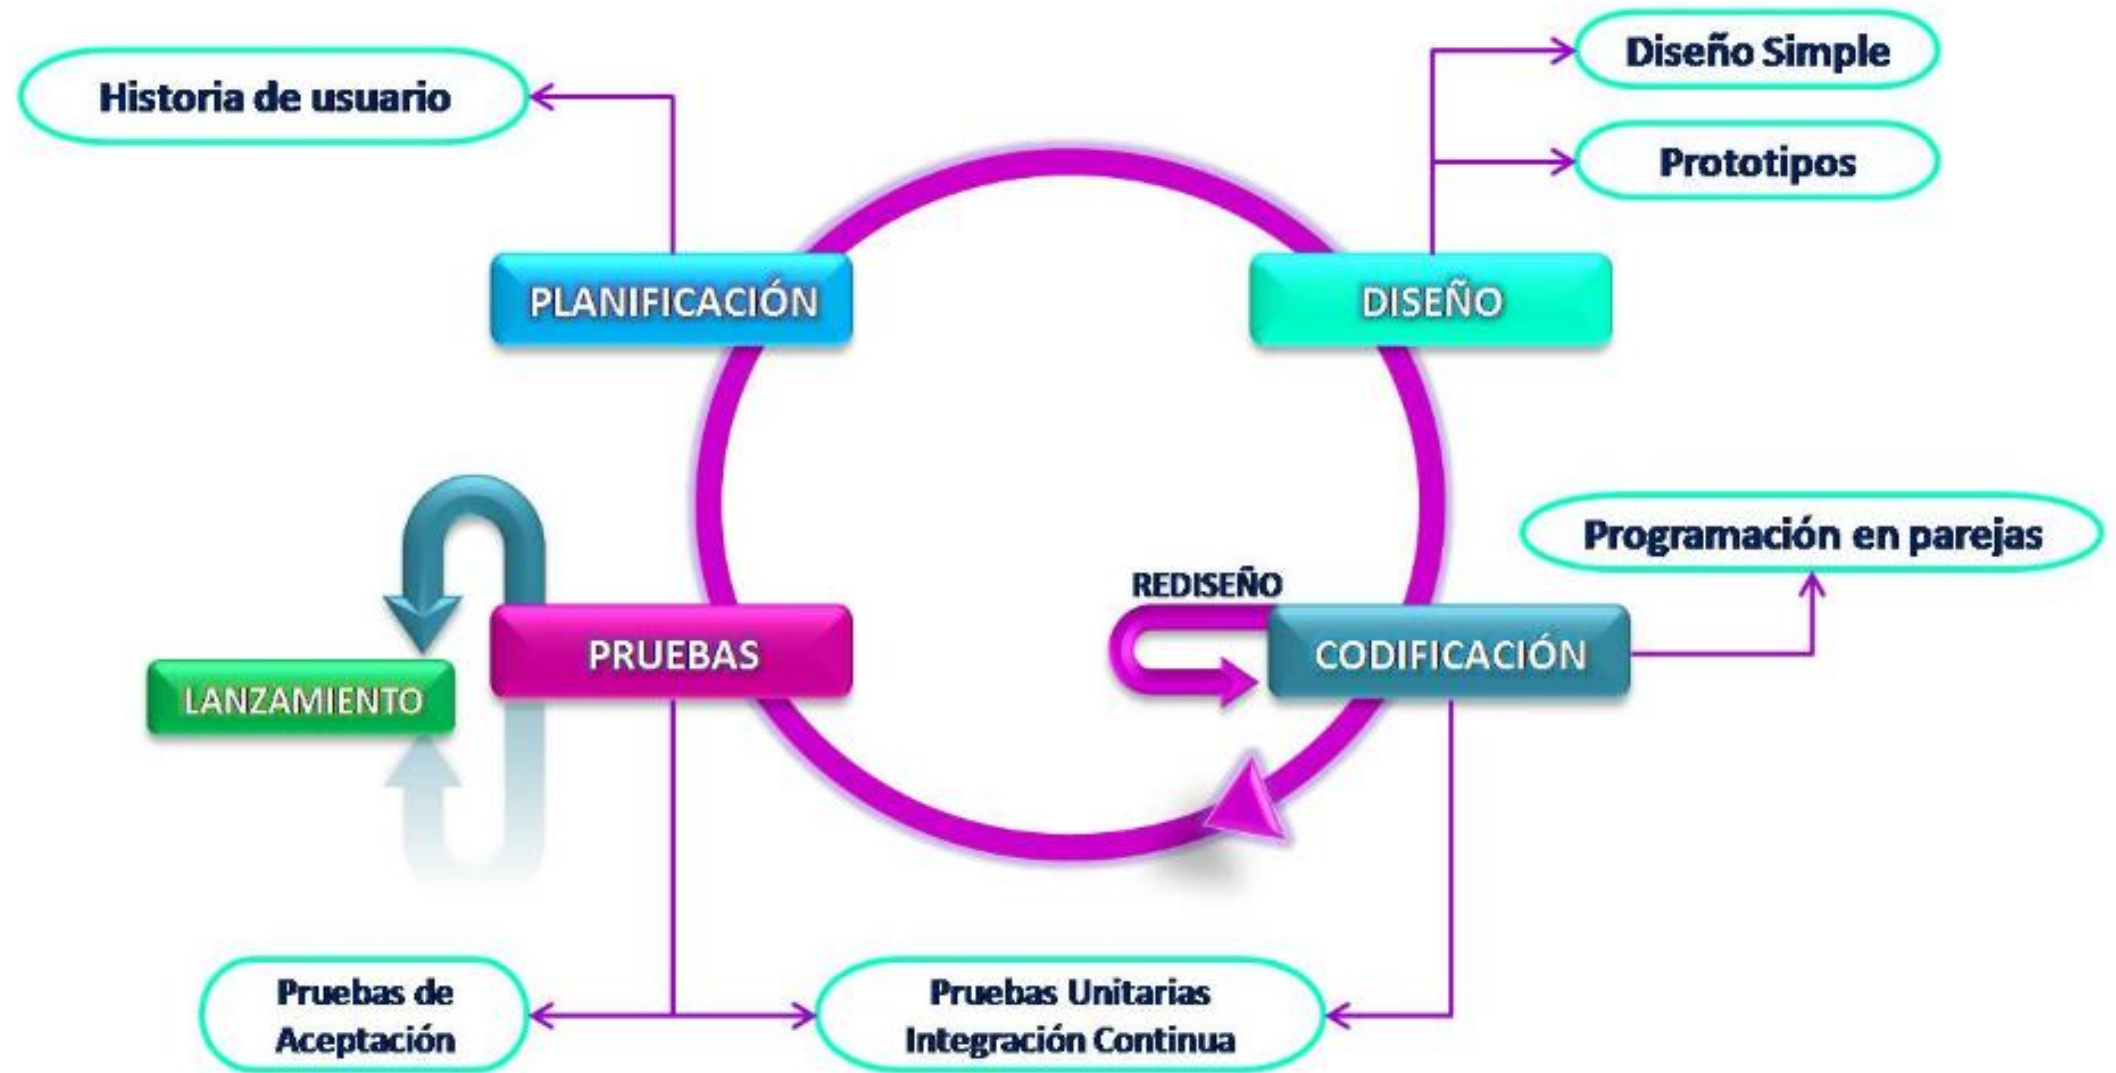 Historia de usuario
Diseño Simple
Prototipos
PLANIFICACIÓN
DISEÑO
Programación en parejas
REDISEÑO
CODIFICACIÓN
PRUEBAS
LANZAMIENTO
Pruebas de
Aceptación
Pruebas Unitarias
Integración Continua